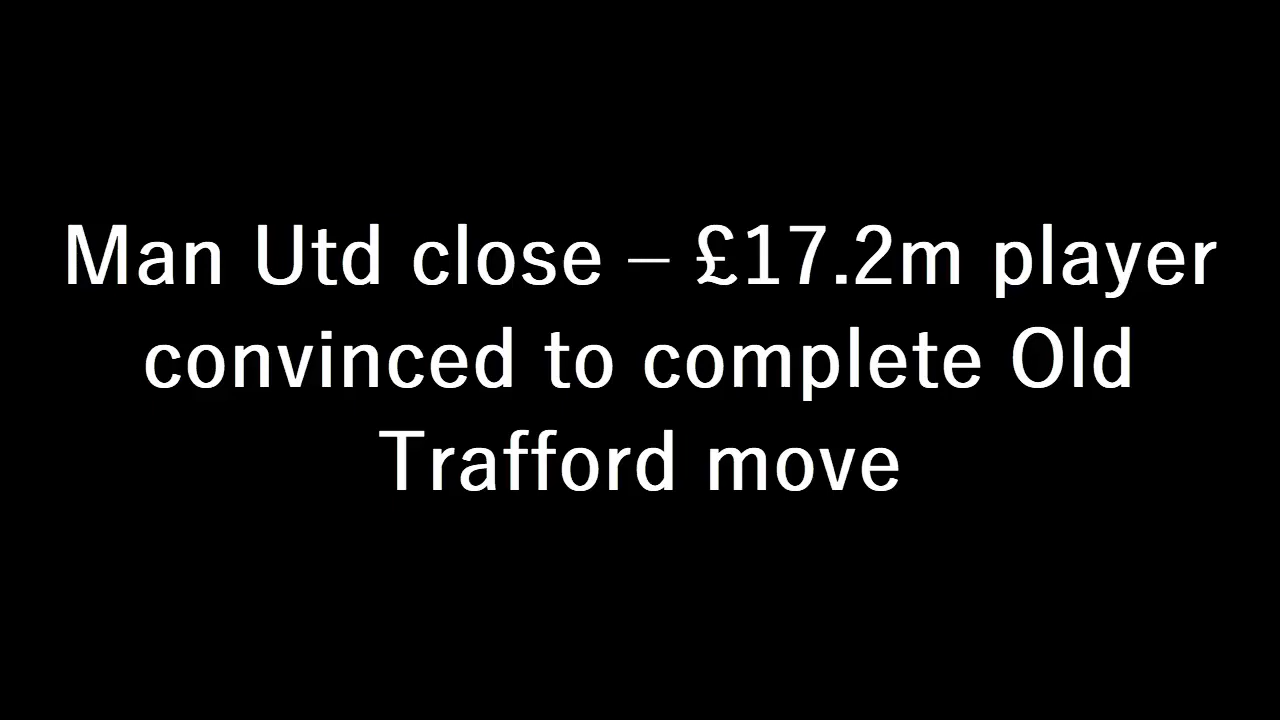 Man Utd close – £17.2m player
convinced to complete Old
Trafford move